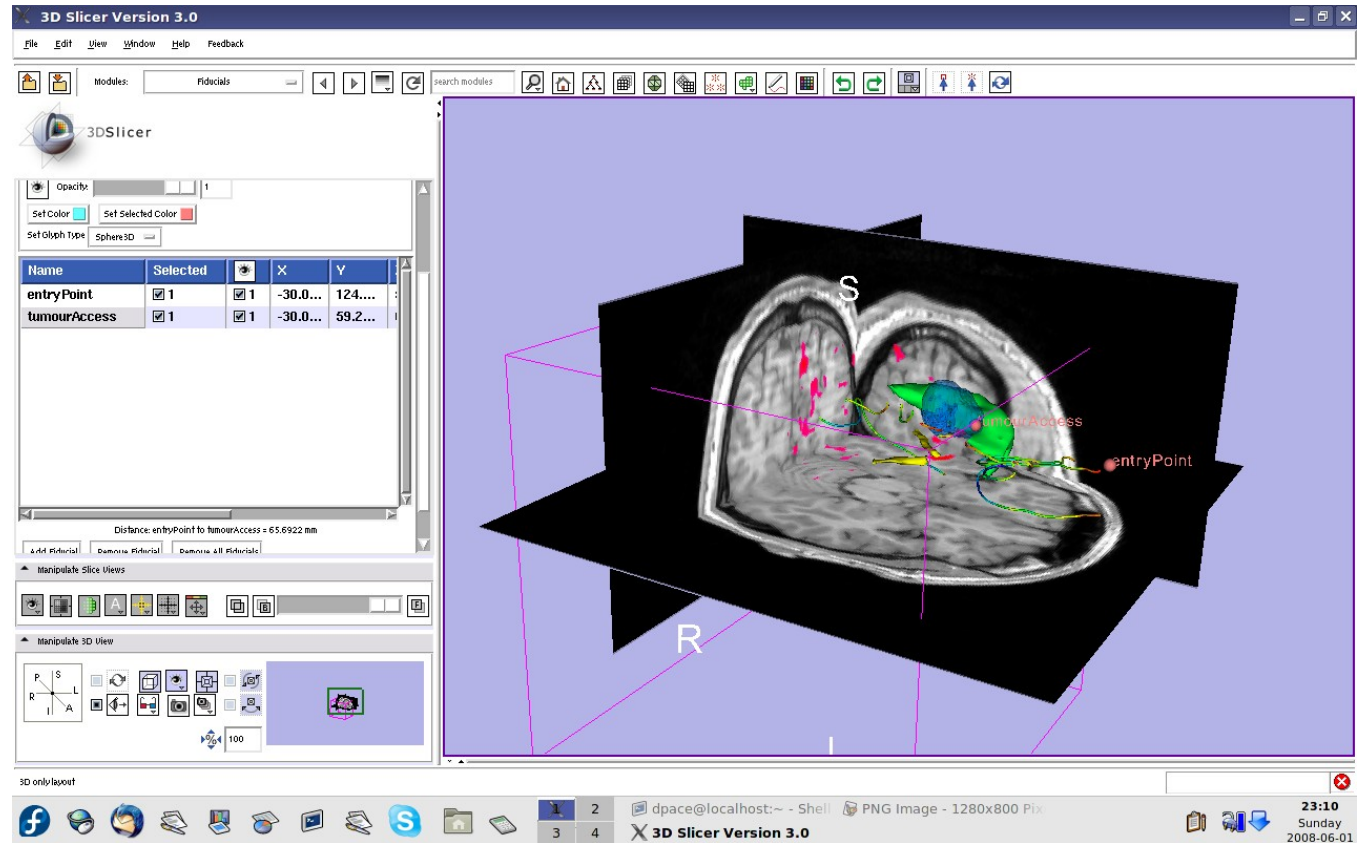 3D Slicer Version 3.0
File Edit View Window Help Feedback
Modules: Fiducials search modules
3DSlicer
Opacity: 1
Set Color Set Selected Color
Set Glyph Type Sphere3D
Name Selected X Y
entryPoint 1 1 -30.0... 124....
tumourAccess 1 1 -30.0... 59.2...
Distance: entryPoint to tumourAccess = 65.6922 mm
Add Fiducial Remove Fiducial Remove All Fiducials
Manipulate Slice Views
A
B F
Manipulate 3D View
P S
R L
I A
% 100
S
tumourAccess
entryPoint
R
I
3D only layout
1 2 dpace@localhost:~ - Shell PNG Image - 1280x800 Pix
3 4 3D Slicer Version 3.0
23:10
Sunday
2008-06-01